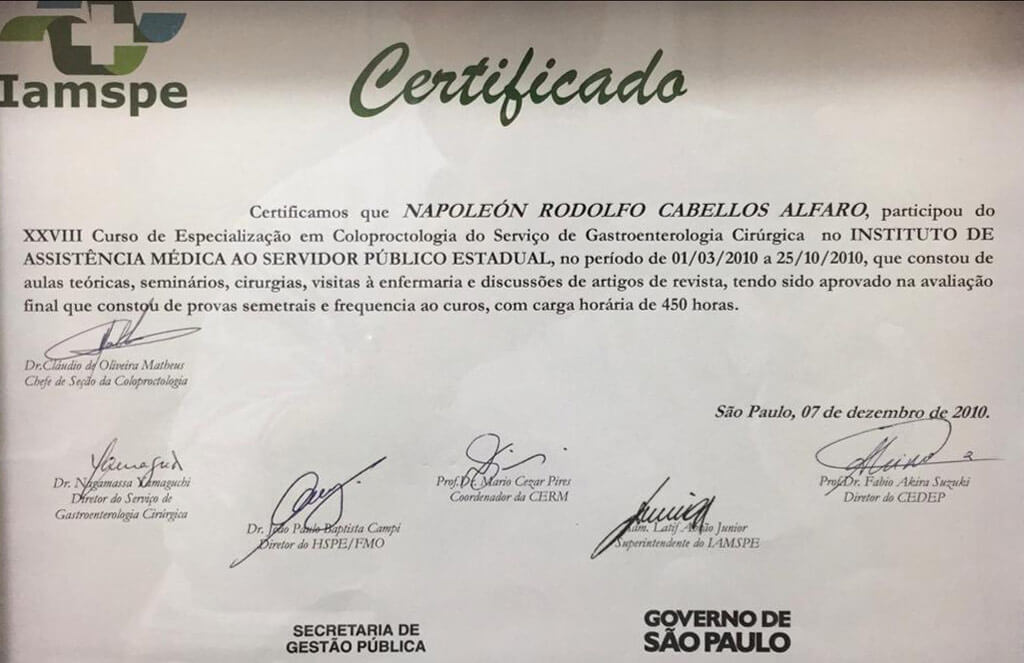 Iamspe
Certificado
Certificamos que NAPOLEÓN RODOLFO CABELLOS ALFARO, participou do
XXVIII Curso de Especialização em Coloproctologia do Serviço de Gastroenterologia Cirúrgica no INSTITUTO DE
ASSISTÊNCIA MÉDICA AO SERVIDOR PÚBLICO ESTADUAL, no período de 01/03/2010 a 25/10/2010, que constou de
aulas teóricas, seminários, cirurgias, visitas à enfermaria e discussões de artigos de revista, tendo sido aprovado na avaliação
final que constou de provas semetrais e frequencia ao curos, com carga horária de 450 horas.
Dr.Cláudio de Oliveira Matheus
Chefe de Seção da Coloproctologia
São Paulo, 07 de dezembro de 2010.
Dr. Nagamassa Yamaguchi
Diretor do Serviço de
Gastroenterologia Cirúrgica
Dr. João Paulo Baptista Campi
Diretor do HSPE/FMO
Prof.Dr. Mario Cezar Pires
Coordenador da CERM
Adm. Latif Abrão Junior
Superintendente do IAMSPE
Prof.Dr. Fabio Akira Suzuki
Diretor do CEDEP
SECRETARIA DE
GESTÃO PÚBLICA
GOVERNO DE
SÃO PAULO